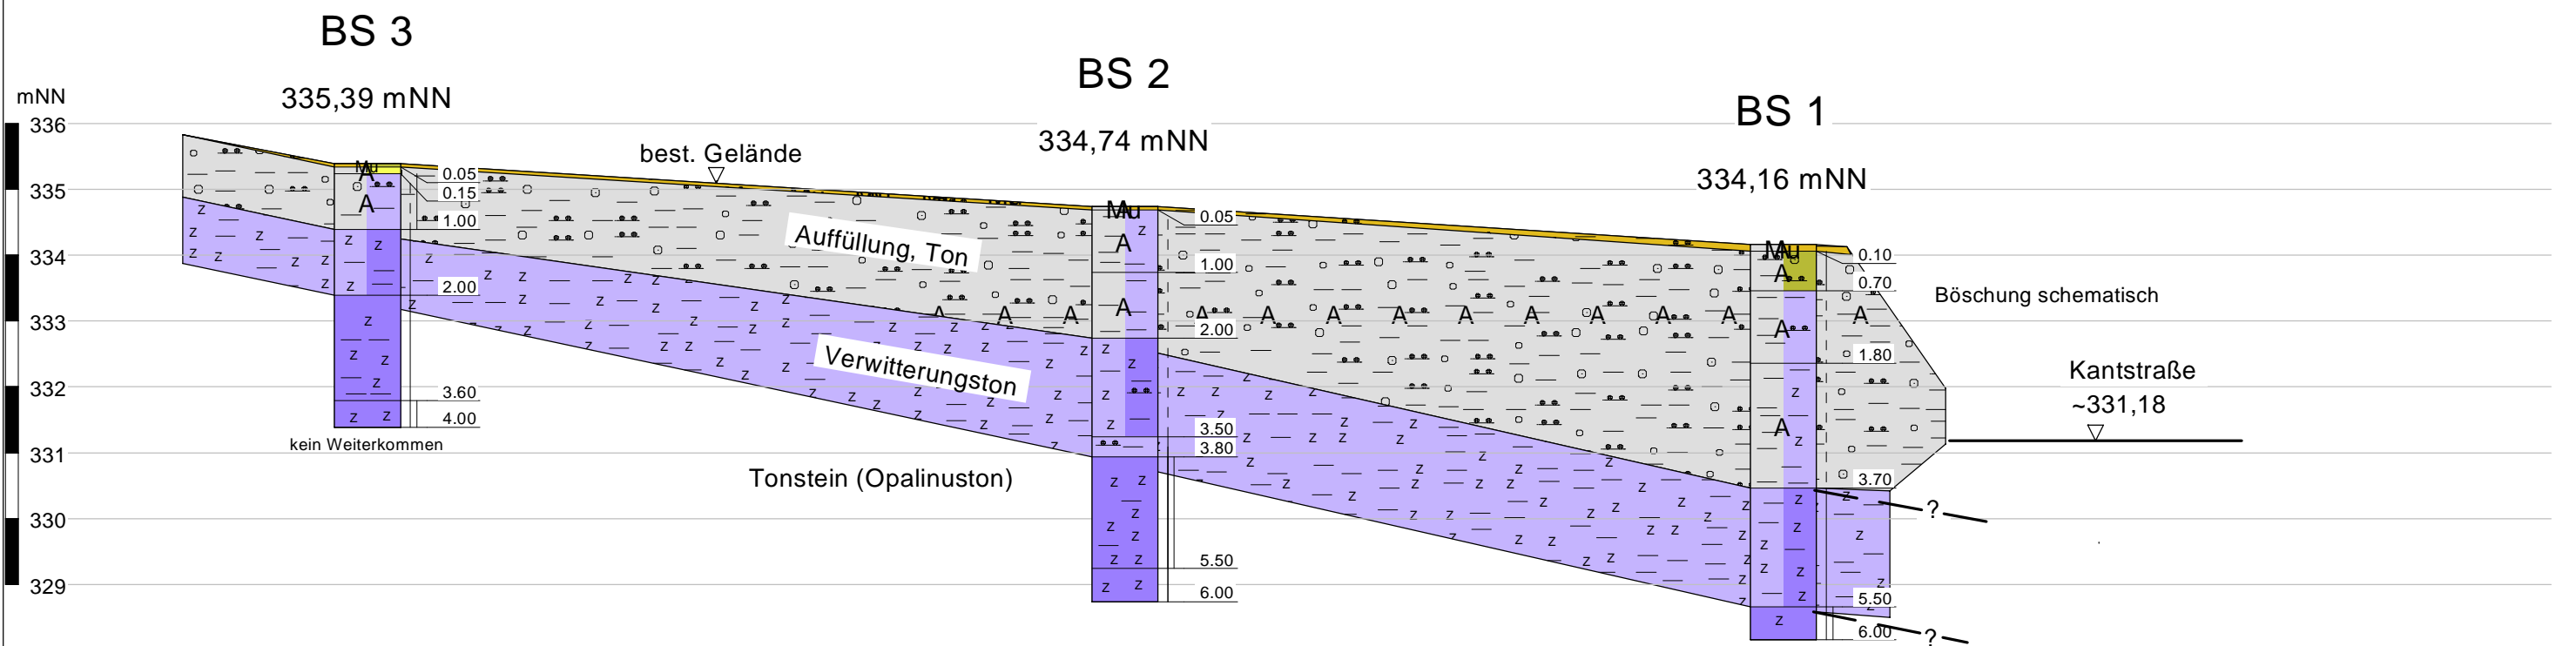 BS 3
335,39 mNN
BS 2
334,74 mNN
BS 1
334,16 mNN
mNN
336
335
334
333
332
331
330
329
best. Gelände
Auffüllung, Ton
Verwitterungston
Tonstein (Opalinuston)
Böschung schematisch
Kantstraße
~331,18
Mu
A
A
0.05
0.15
1.00
2.00
3.60
4.00
kein Weiterkommen
Mu
A
A
0.05
1.00
2.00
3.50
3.80
5.50
6.00
Mu
A
A
A
0.10
0.70
1.80
3.70
5.50
6.00
A A A A A A A A A A A A A
?
?